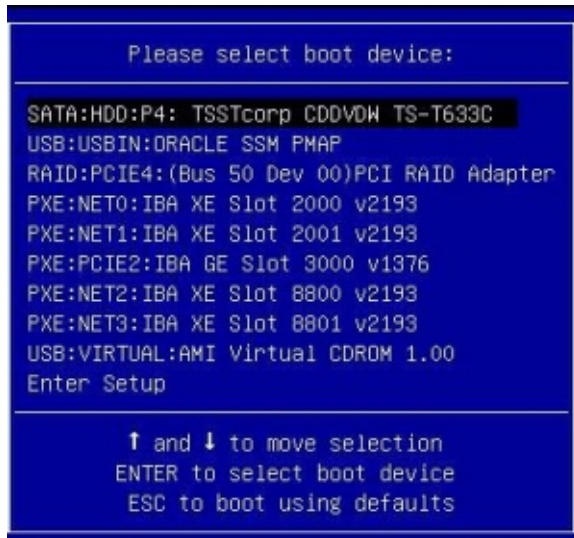 Please select boot device:
SATA:HDD:P4: TSSTcorp CDDVDW TS-T633C
USB:USBIN:ORACLE SSM PMAP
RAID:PCIE4:(Bus 50 Dev 00)PCI RAID Adapter
PXE:NET0:IBA XE Slot 2000 v2193
PXE:NET1:IBA XE Slot 2001 v2193
PXE:PCIE2:IBA GE Slot 3000 v1376
PXE:NET2:IBA XE Slot 8800 v2193
PXE:NET3:IBA XE Slot 8801 v2193
USB:VIRTUAL:AMI Virtual CDROM 1.00
Enter Setup
↑ and ↓ to move selection
ENTER to select boot device
ESC to boot using defaults